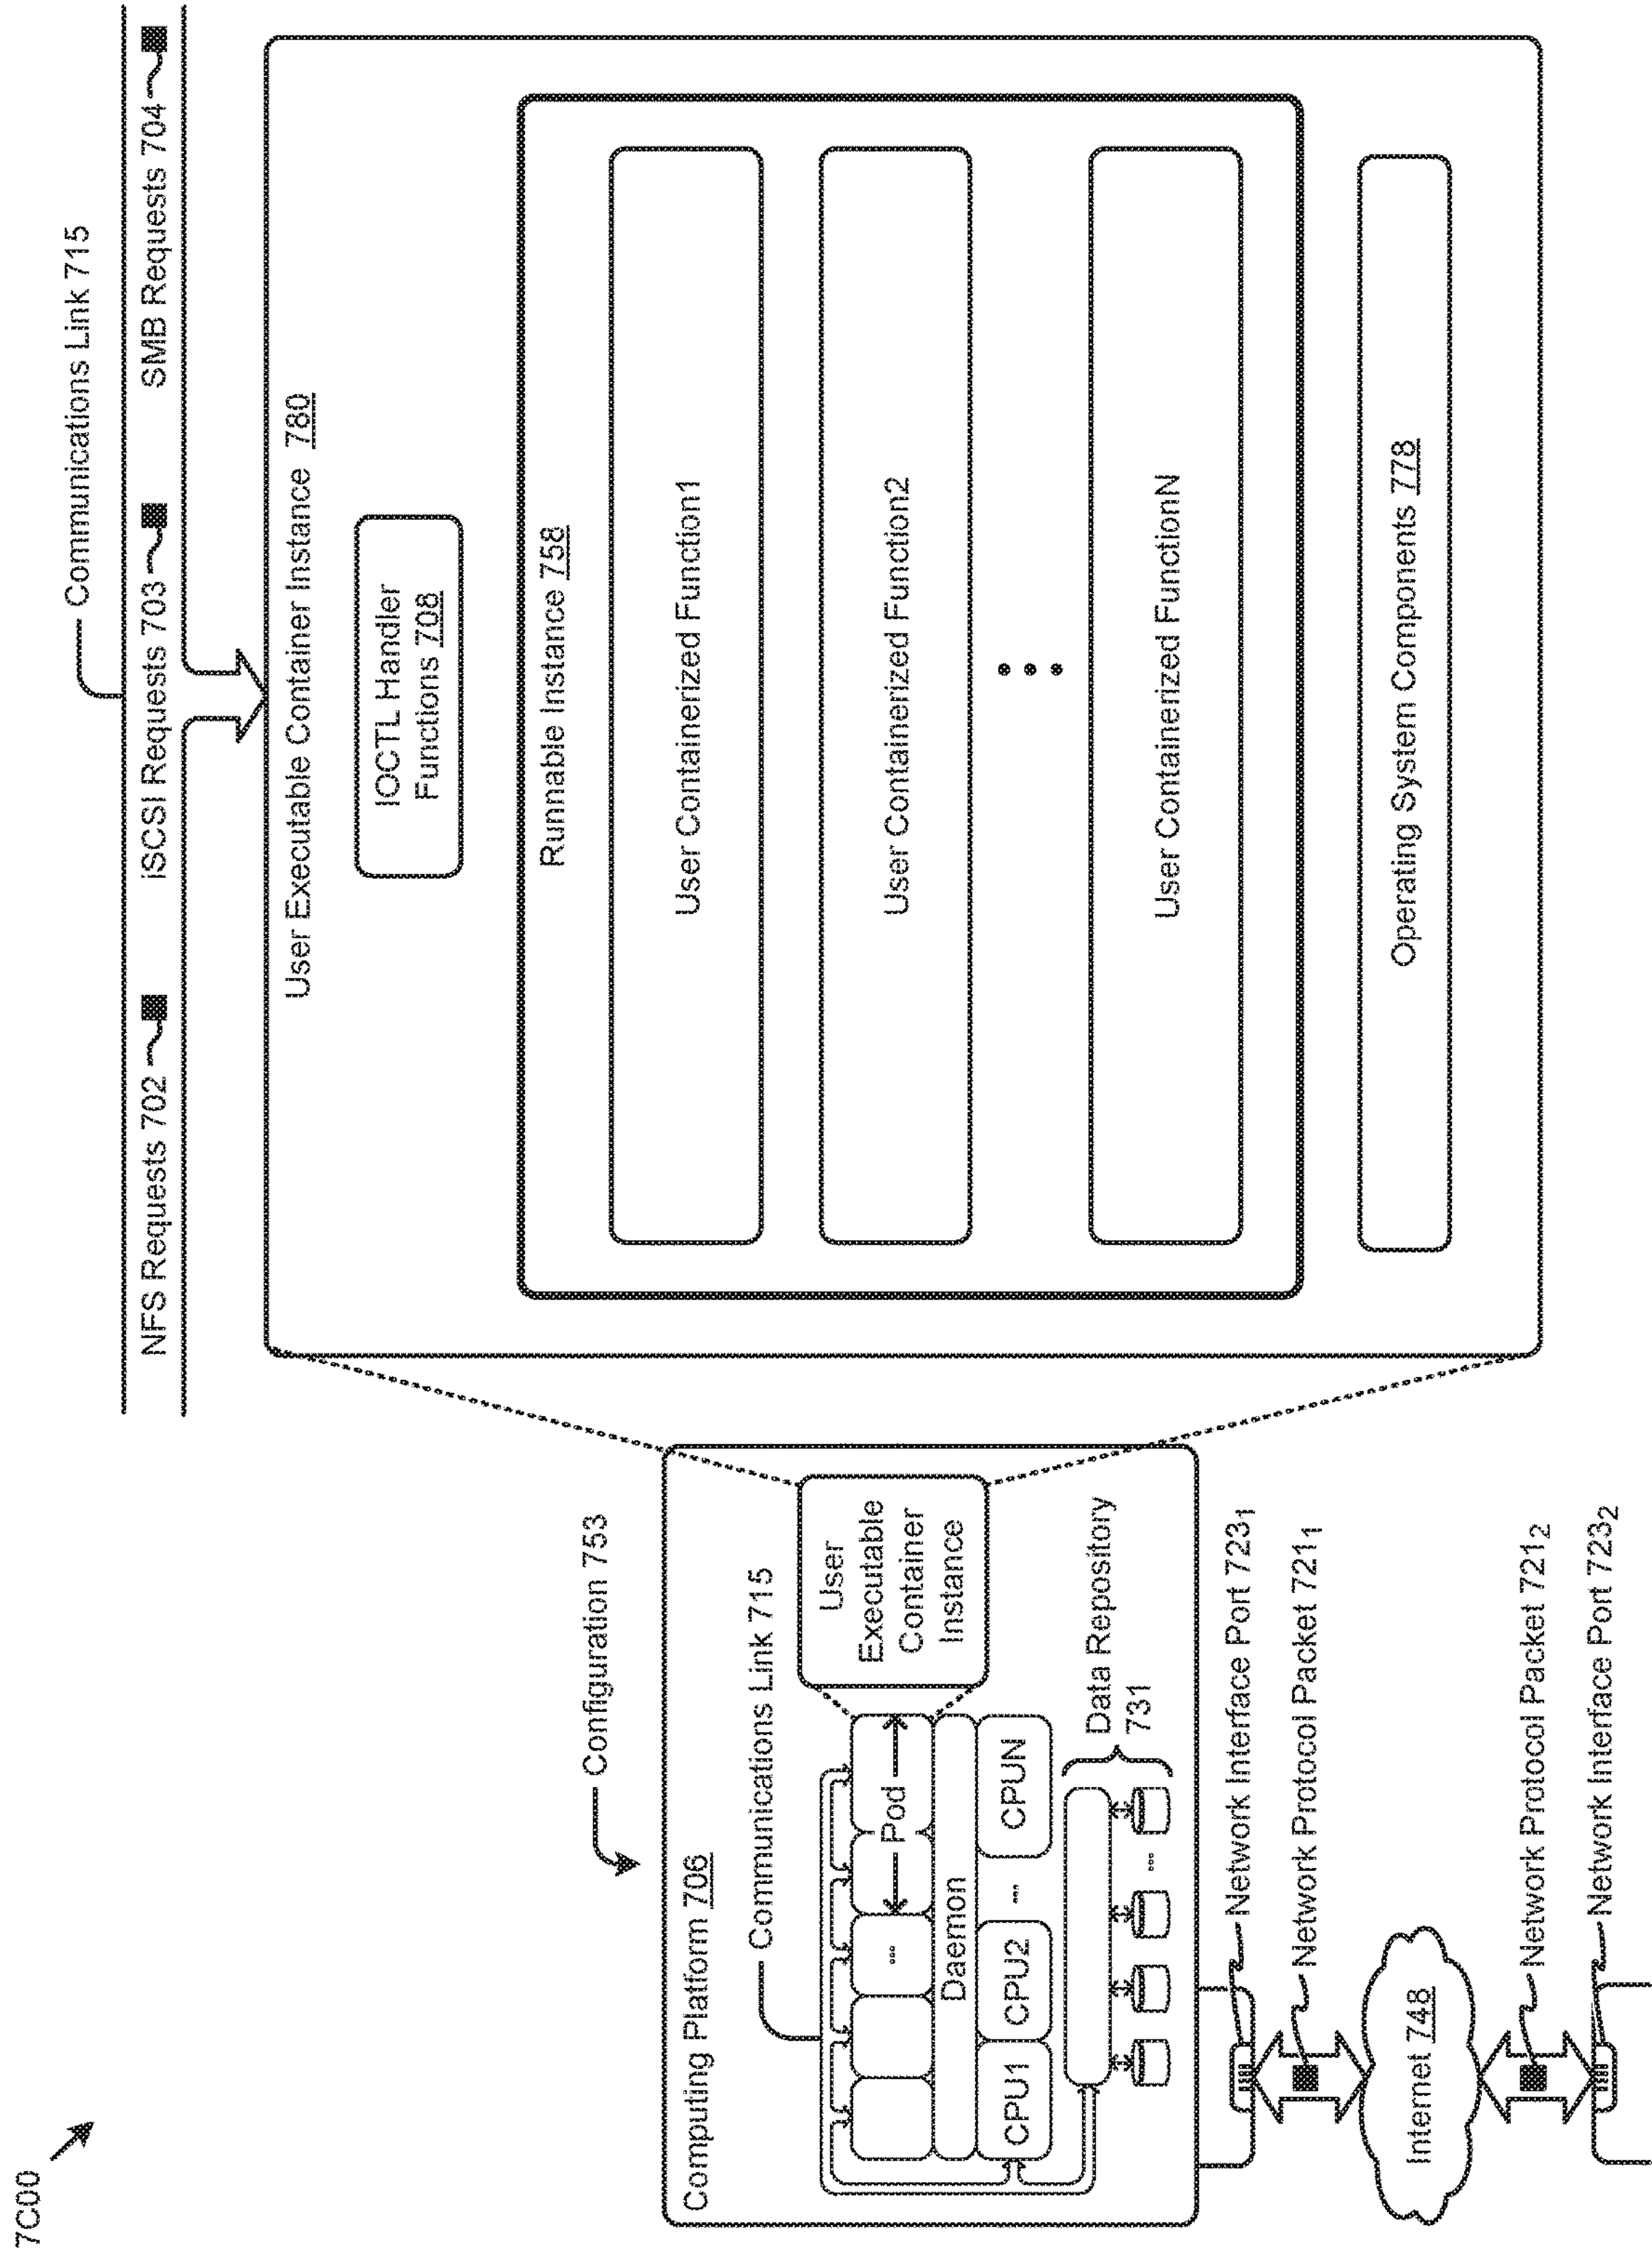 7C00
Communications Link 715
NFS Requests 702
iSCSI Requests 703
SMB Requests 704
User Executable Container Instance 780
IOCTL Handler
Functions 708
Runnable Instance 758
User Containerized Function1
User Containerized Function2
...
User Containerized FunctionN
Operating System Components 778
Configuration 753
Computing Platform 706
Communications Link 715
User
Executable
Container
Instance
...
Pod
Daemon
CPU1
CPU2
...
CPUN
Data Repository
731
...
Network Interface Port 723₁
Network Protocol Packet 721₁
Internet 748
Network Protocol Packet 721₂
Network Interface Port 723₂